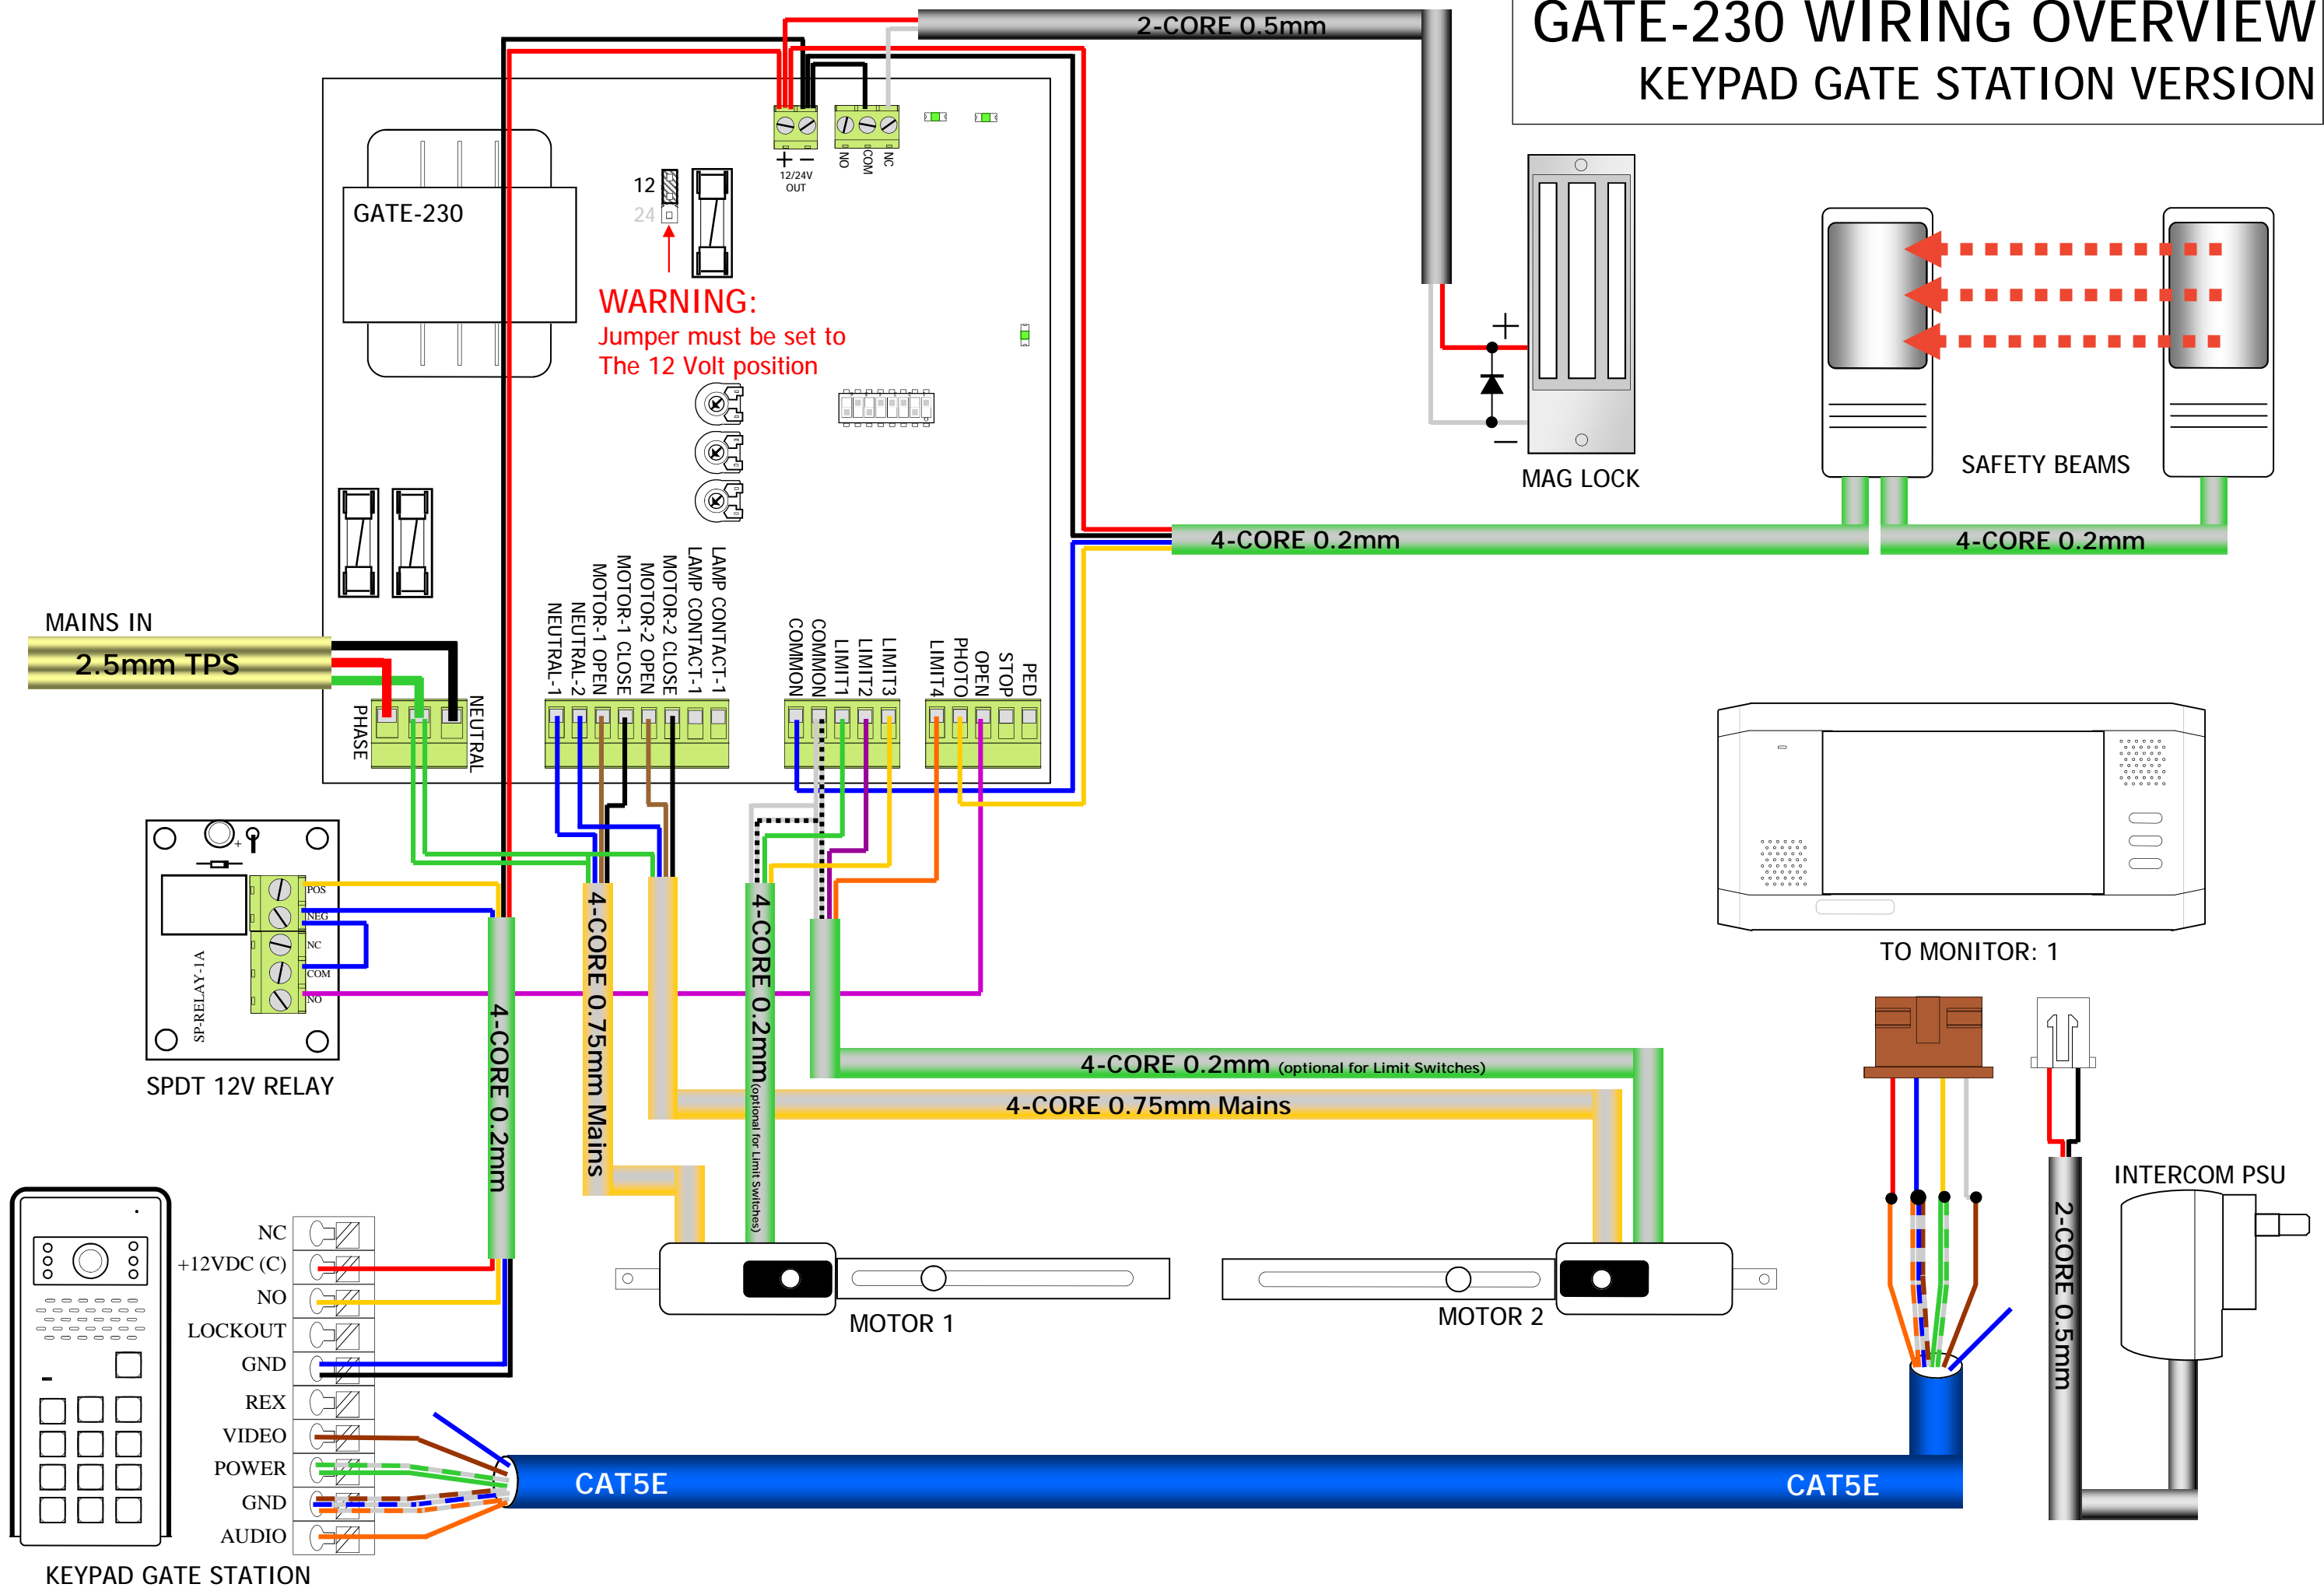 GATE-230 WIRING OVERVIEW
KEYPAD GATE STATION VERSION
2-CORE 0.5mm
+ −
12/24V
OUT
NO
COM
NC
12
24
GATE-230
WARNING:
Jumper must be set to
The 12 Volt position
+
−
MAG LOCK
SAFETY BEAMS
4-CORE 0.2mm
4-CORE 0.2mm
MAINS IN
2.5mm TPS
PHASE
NEUTRAL
NEUTRAL-1
NEUTRAL-2
MOTOR-1 OPEN
MOTOR-1 CLOSE
MOTOR-2 OPEN
MOTOR-2 CLOSE
LAMP CONTACT-1
LAMP CONTACT-1
COMMON
COMMON
LIMIT1
LIMIT2
LIMIT3
LIMIT4
PHOTO
OPEN
STOP
PED
+
POS
NEG
NC
COM
NO
SP-RELAY-1A
SPDT 12V RELAY
4-CORE 0.2mm
4-CORE 0.75mm Mains
4-CORE 0.2mm (optional for Limit Switches)
4-CORE 0.2mm (optional for Limit Switches)
4-CORE 0.75mm Mains
TO MONITOR: 1
INTERCOM PSU
2-CORE 0.5mm
MOTOR 1
MOTOR 2
NC
+12VDC (C)
NO
LOCKOUT
GND
REX
VIDEO
POWER
GND
AUDIO
CAT5E
CAT5E
KEYPAD GATE STATION